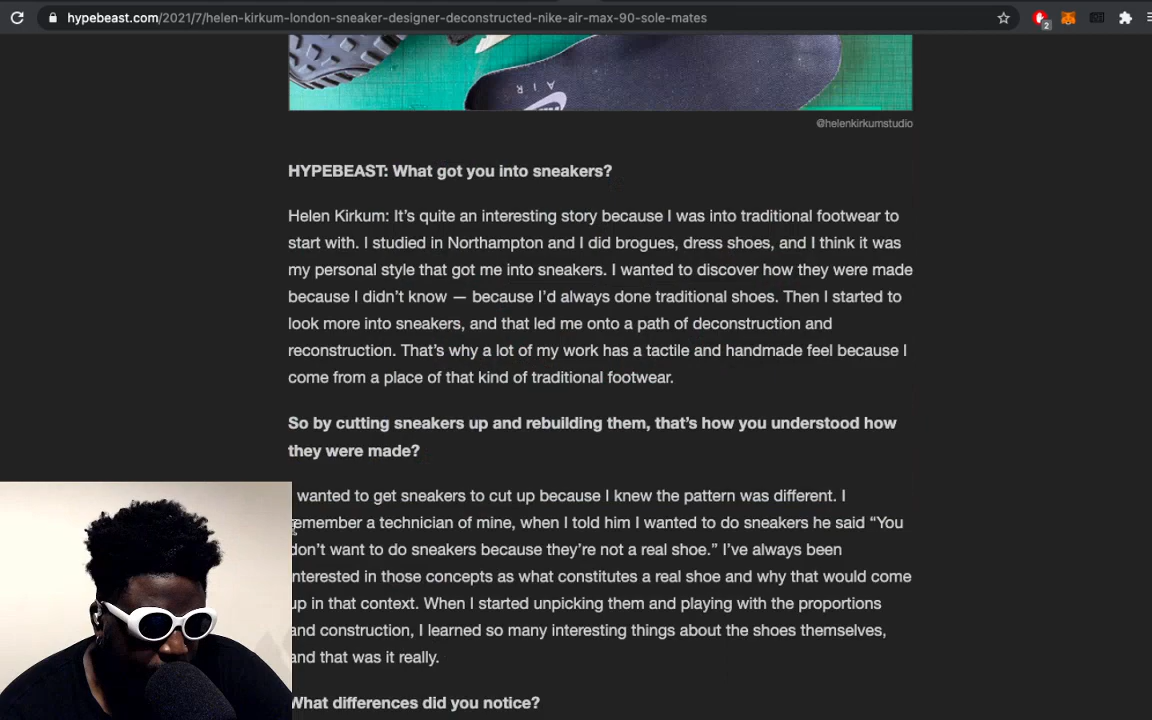 hypebeast.com/2021/7/helen-kirkum-london-sneaker-designer-deconstructed-nike-air-max-90-sole-mates
2
AIR
@helenkirkumstudio
HYPEBEAST: What got you into sneakers?
Helen Kirkum: It’s quite an interesting story because I was into traditional footwear to
start with. I studied in Northampton and I did brogues, dress shoes, and I think it was
my personal style that got me into sneakers. I wanted to discover how they were made
because I didn’t know — because I’d always done traditional shoes. Then I started to
look more into sneakers, and that led me onto a path of deconstruction and
reconstruction. That’s why a lot of my work has a tactile and handmade feel because I
come from a place of that kind of traditional footwear.
So by cutting sneakers up and rebuilding them, that’s how you understood how
they were made?
wanted to get sneakers to cut up because I knew the pattern was different. I
remember a technician of mine, when I told him I wanted to do sneakers he said “You
don’t want to do sneakers because they’re not a real shoe.” I’ve always been
interested in those concepts as what constitutes a real shoe and why that would come
up in that context. When I started unpicking them and playing with the proportions
and construction, I learned so many interesting things about the shoes themselves,
and that was it really.
What differences did you notice?